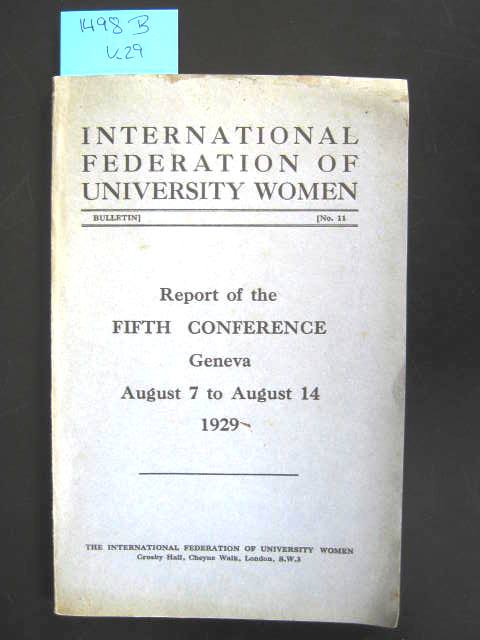 1498 B
K29
INTERNATIONAL
FEDERATION OF
UNIVERSITY WOMEN
BULLETIN] [No. 11
Report of the
FIFTH CONFERENCE
Geneva
August 7 to August 14
1929
THE INTERNATIONAL FEDERATION OF UNIVERSITY WOMEN
Crosby Hall, Cheyne Walk, London, S.W.3